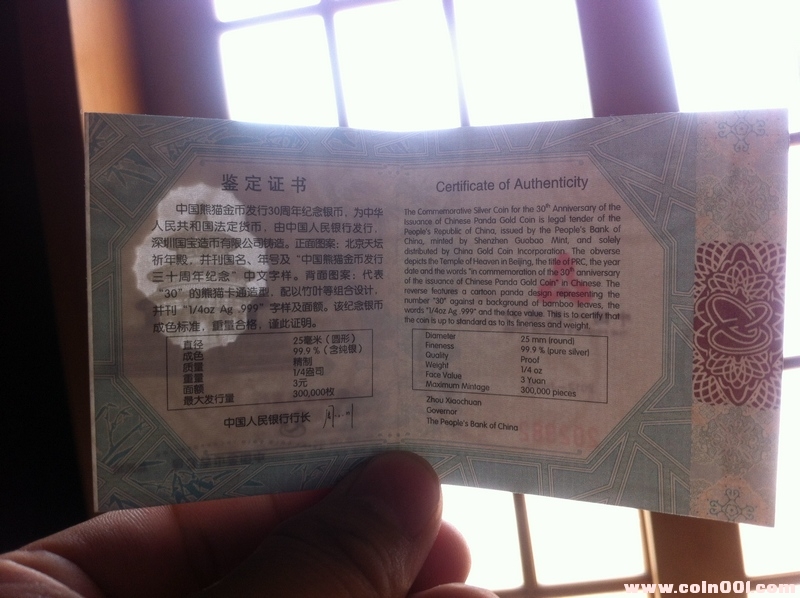 鉴定证书
中国熊猫金币发行30周年纪念银币，为中华
人民共和国法定货币，由中国人民银行发行，
深圳国宝造币有限公司铸造。正面图案：北京天坛
祈年殿，并刊国名、年号及“中国熊猫金币发行
三十周年纪念”中文字样。背面图案：代表
“30”的熊猫卡通造型，配以竹叶等组合设计，
并刊“1/4oz Ag .999”字样及面额。该纪念银币
成色标准，重量合格，谨此证明。
直径 25毫米（圆形）
成色 99.9％（含纯银）
质量 精制
重量 1/4盎司
面额 3元
最大发行量 300,000枚
中国人民银行行长
Certificate of Authenticity
The Commemorative Silver Coin for the 30th Anniversary of the
issuance of Chinese Panda Gold Coin is legal tender of the
People's Republic of China, issued by the People's Bank of
China, minted by Shenzhen Guobao Mint, and solely
distributed by China Gold Coin Incorporation. The obverse
depicts the Temple of Heaven in Beijing, the title of PRC, the year
date and the words "in commemoration of the 30th anniversary
of the issuance of Chinese Panda Gold Coin" in Chinese. The
reverse features a cartoon panda design representing the
number "30" against a background of bamboo leaves, the
words "1/4oz Ag .999" and the face value. This is to certify that
the coin is up to standard as to its fineness and weight.
Diameter 25 mm (round)
Fineness 99.9 % (pure silver)
Quality Proof
Weight 1/4 oz
Face Value 3 Yuan
Maximum Mintage 300,000 pieces
Zhou Xiaochuan
Governor
The People's Bank of China
www.coin001.com